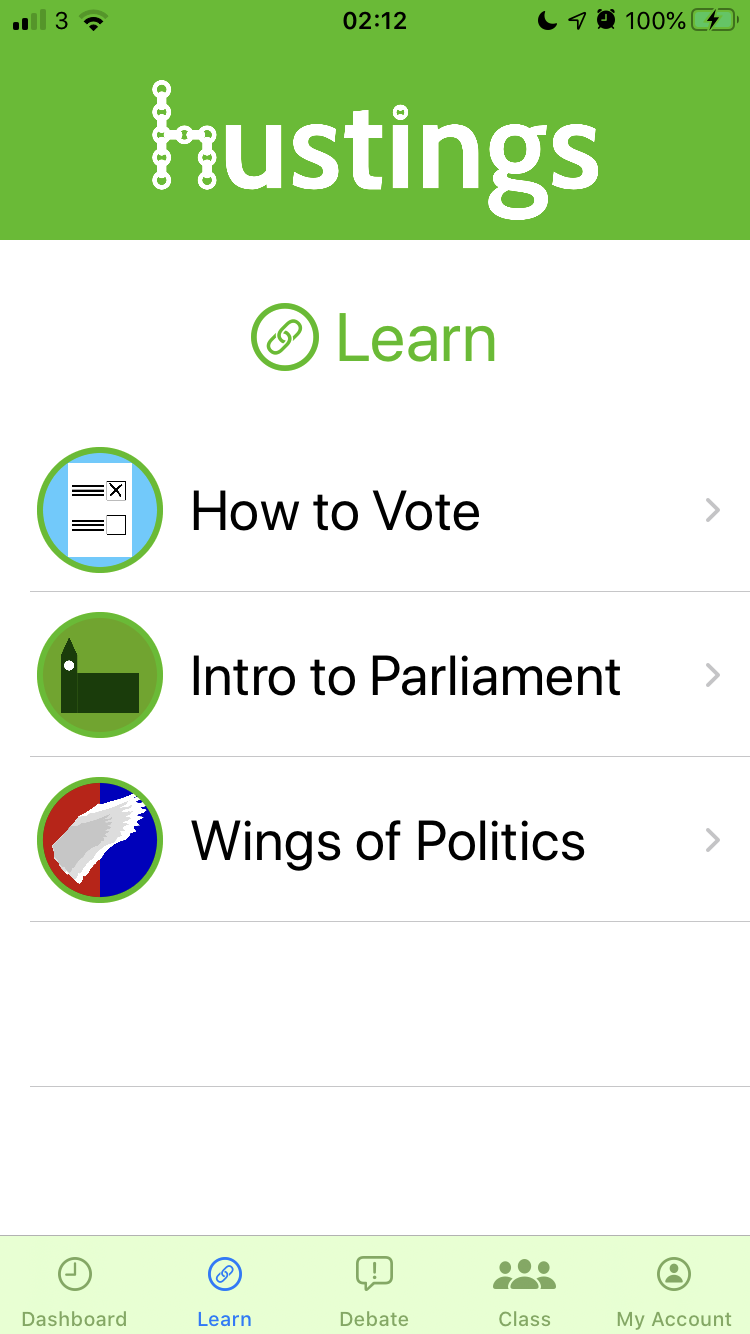 3 02:12 100%
hustings
Learn
How to Vote
Intro to Parliament
Wings of Politics
Dashboard Learn Debate Class My Account